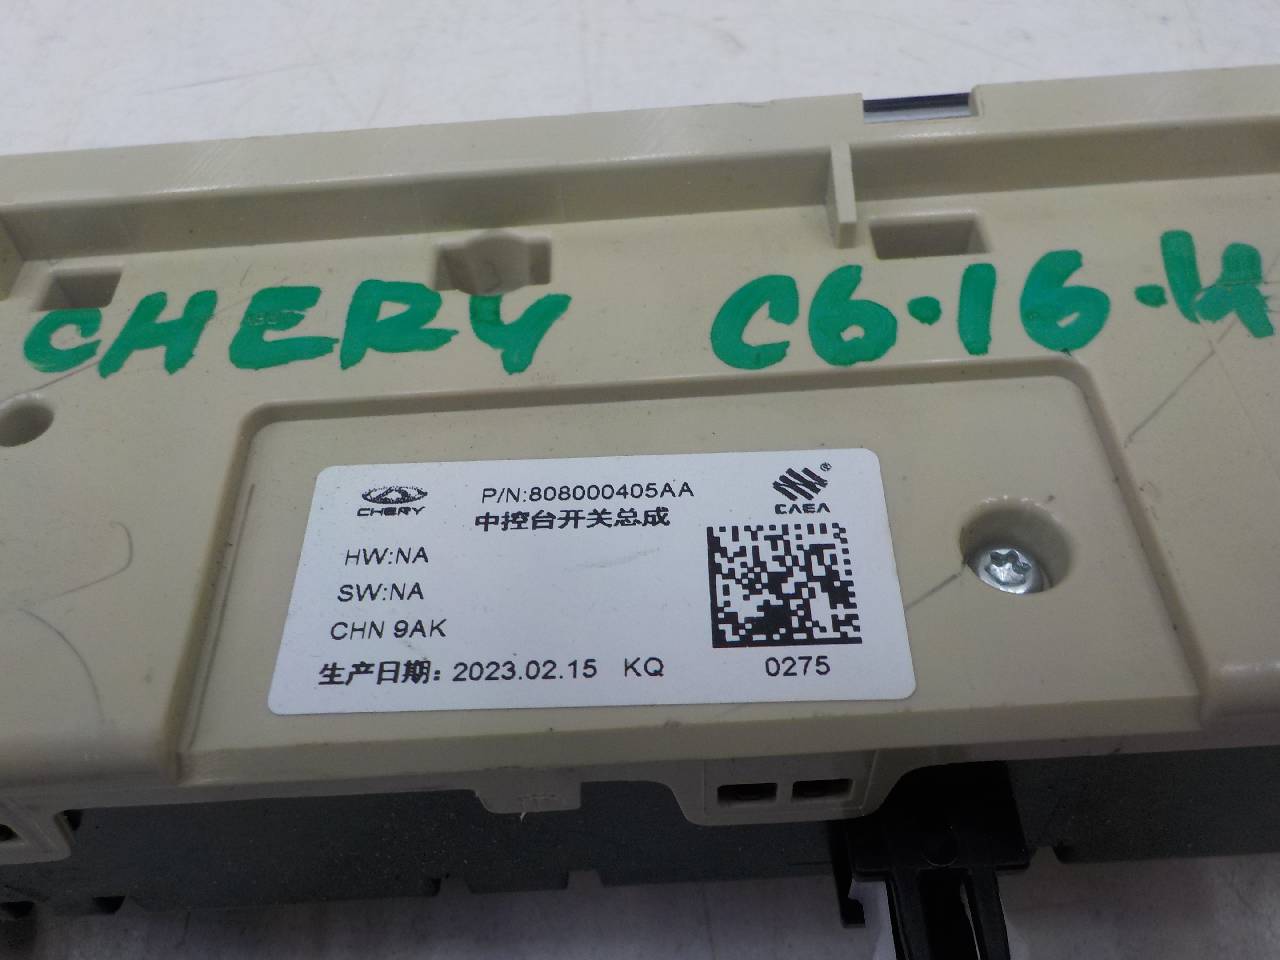 CHERY C6.16.4
CHERY
P/N:808000405AA
中控台开关总成
CAEA
HW:NA
SW:NA
CHN 9AK
生产日期: 2023.02.15 KQ
0275